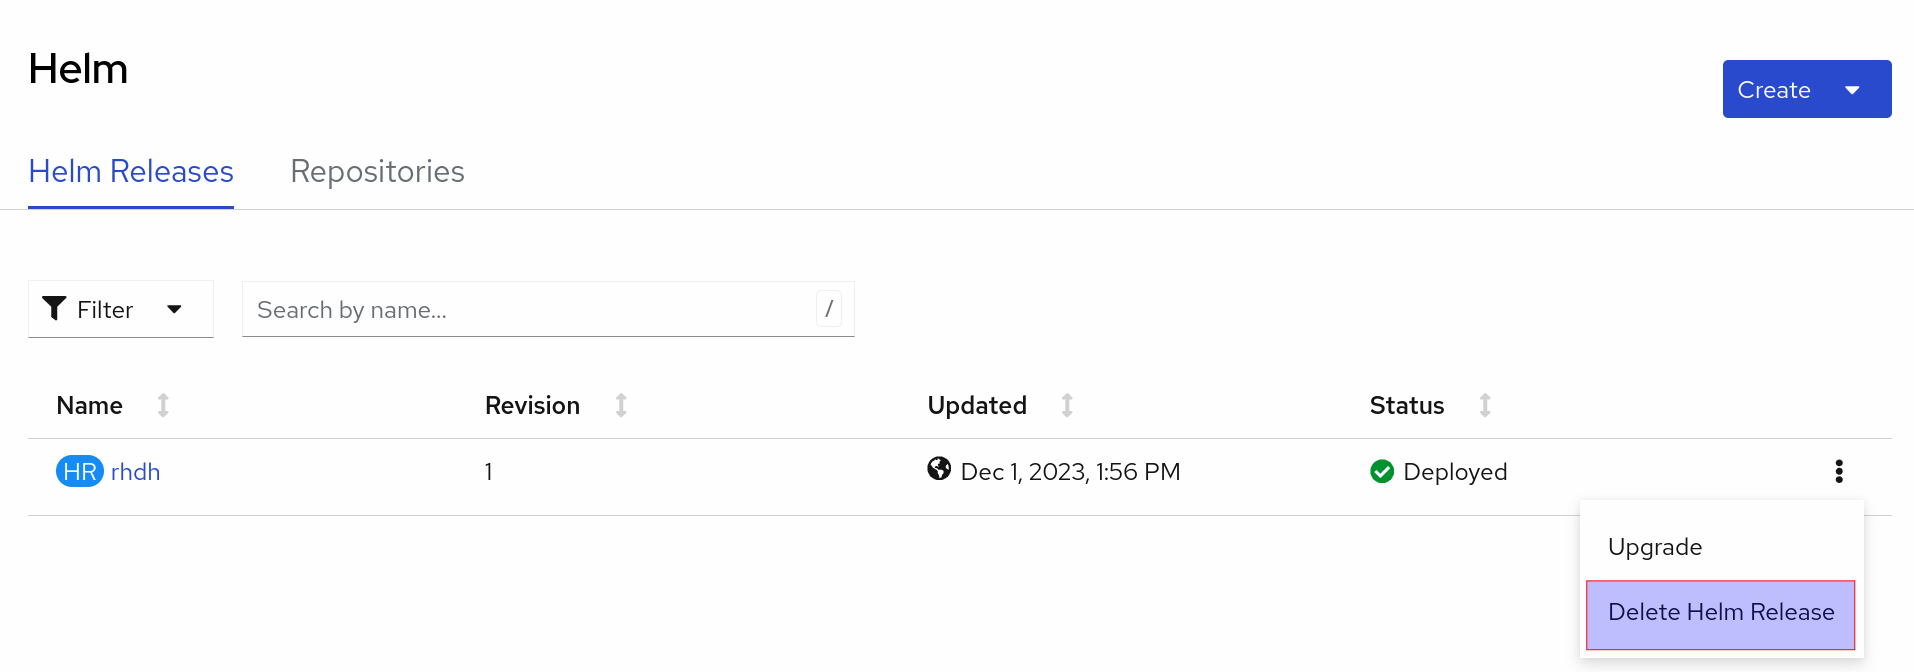 Helm
Create
Helm Releases Repositories
Filter Search by name... /
Name Revision Updated Status
HR rhdh 1 Dec 1, 2023, 1:56 PM Deployed
Upgrade
Delete Helm Release